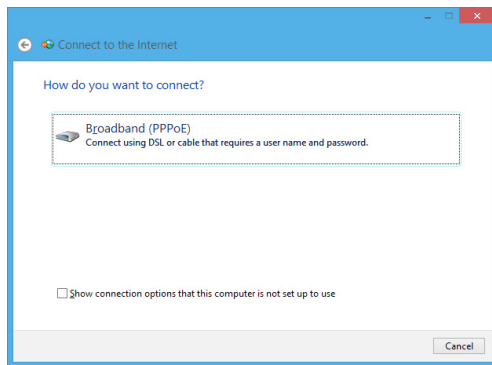 Connect to the Internet
How do you want to connect?
Broadband (PPPoE)
Connect using DSL or cable that requires a user name and password.
Show connection options that this computer is not set up to use
Cancel